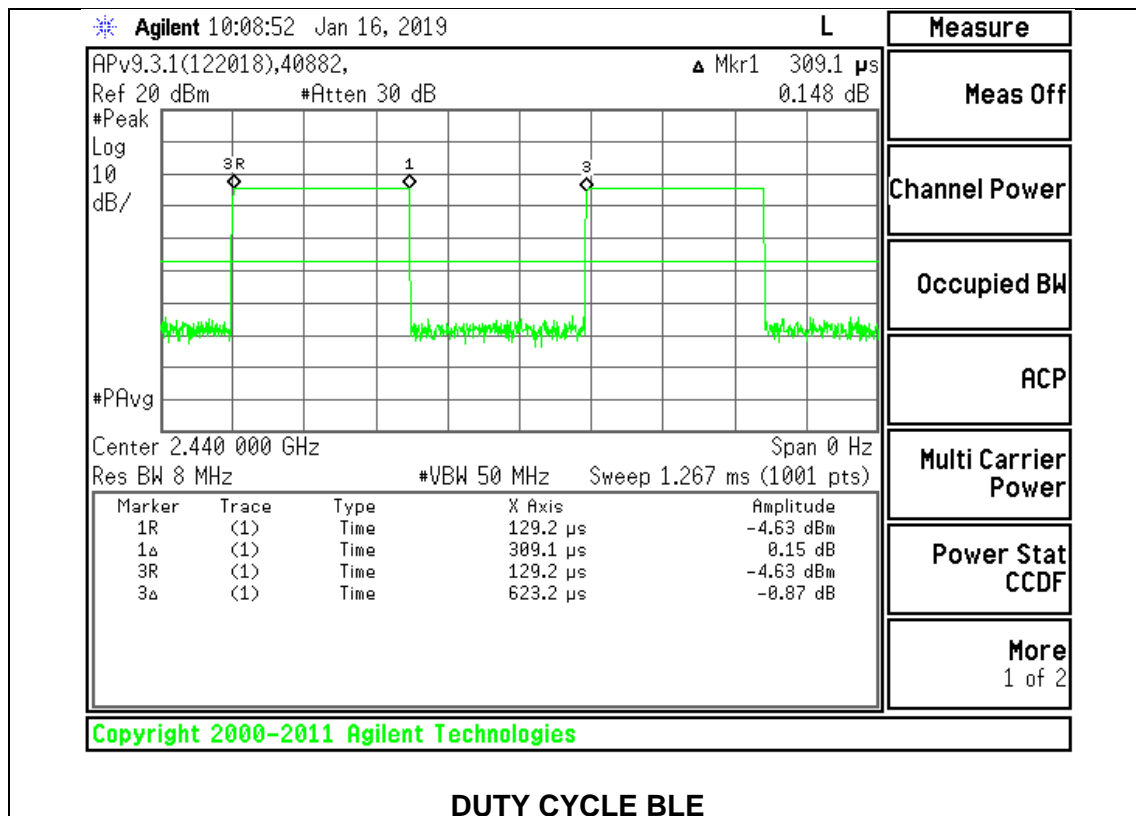 Agilent 10:08:52 Jan 16, 2019 L
APv9.3.1(122018),40882, Δ Mkr1 309.1 µs
Ref 20 dBm #Atten 30 dB 0.148 dB
#Peak
Log
10
dB/
3R 1 3
#PAvg
Center 2.440 000 GHz Span 0 Hz
Res BW 8 MHz #VBW 50 MHz Sweep 1.267 ms (1001 pts)
Marker Trace Type X Axis Amplitude
1R (1) Time 129.2 µs -4.63 dBm
1Δ (1) Time 309.1 µs 0.15 dB
3R (1) Time 129.2 µs -4.63 dBm
3Δ (1) Time 623.2 µs -0.87 dB
Copyright 2000-2011 Agilent Technologies
Measure
Meas Off
Channel Power
Occupied BW
ACP
Multi Carrier
Power
Power Stat
CCDF
More
1 of 2
DUTY CYCLE BLE